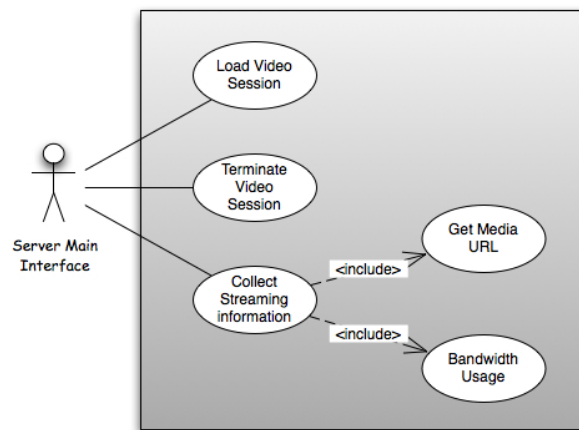 Load Video
Session
Terminate
Video
Session
Server Main
Interface
Collect
Streaming
information
<include>
<include>
Get Media
URL
Bandwidth
Usage